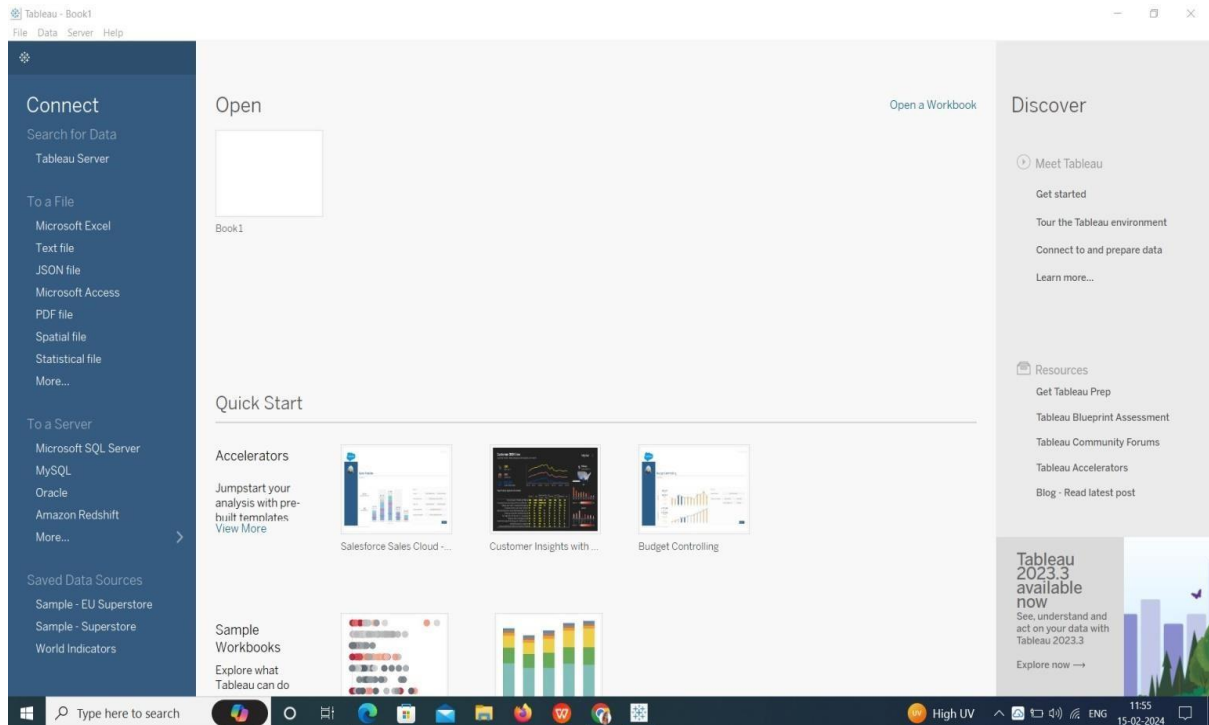 Tableau - Book1
File Data Server Help
Connect
Search for Data
Tableau Server
To a File
Microsoft Excel
Text file
JSON file
Microsoft Access
PDF file
Spatial file
Statistical file
More...
To a Server
Microsoft SQL Server
MySQL
Oracle
Amazon Redshift
More...
Saved Data Sources
Sample - EU Superstore
Sample - Superstore
World Indicators
Open
Open a Workbook
Book1
Quick Start
Accelerators
Jumpstart your
analysis with pre-
built templates
View More
Salesforce Sales Cloud -...
Customer Insights with ...
Budget Controlling
Sample
Workbooks
Explore what
Tableau can do
Discover
Meet Tableau
Get started
Tour the Tableau environment
Connect to and prepare data
Learn more...
Resources
Get Tableau Prep
Tableau Blueprint Assessment
Tableau Community Forums
Tableau Accelerators
Blog - Read latest post
Tableau
2023.3
available
now
See, understand and
act on your data with
Tableau 2023.3
Explore now →
Type here to search
High UV
ENG
11:55
15-02-2024